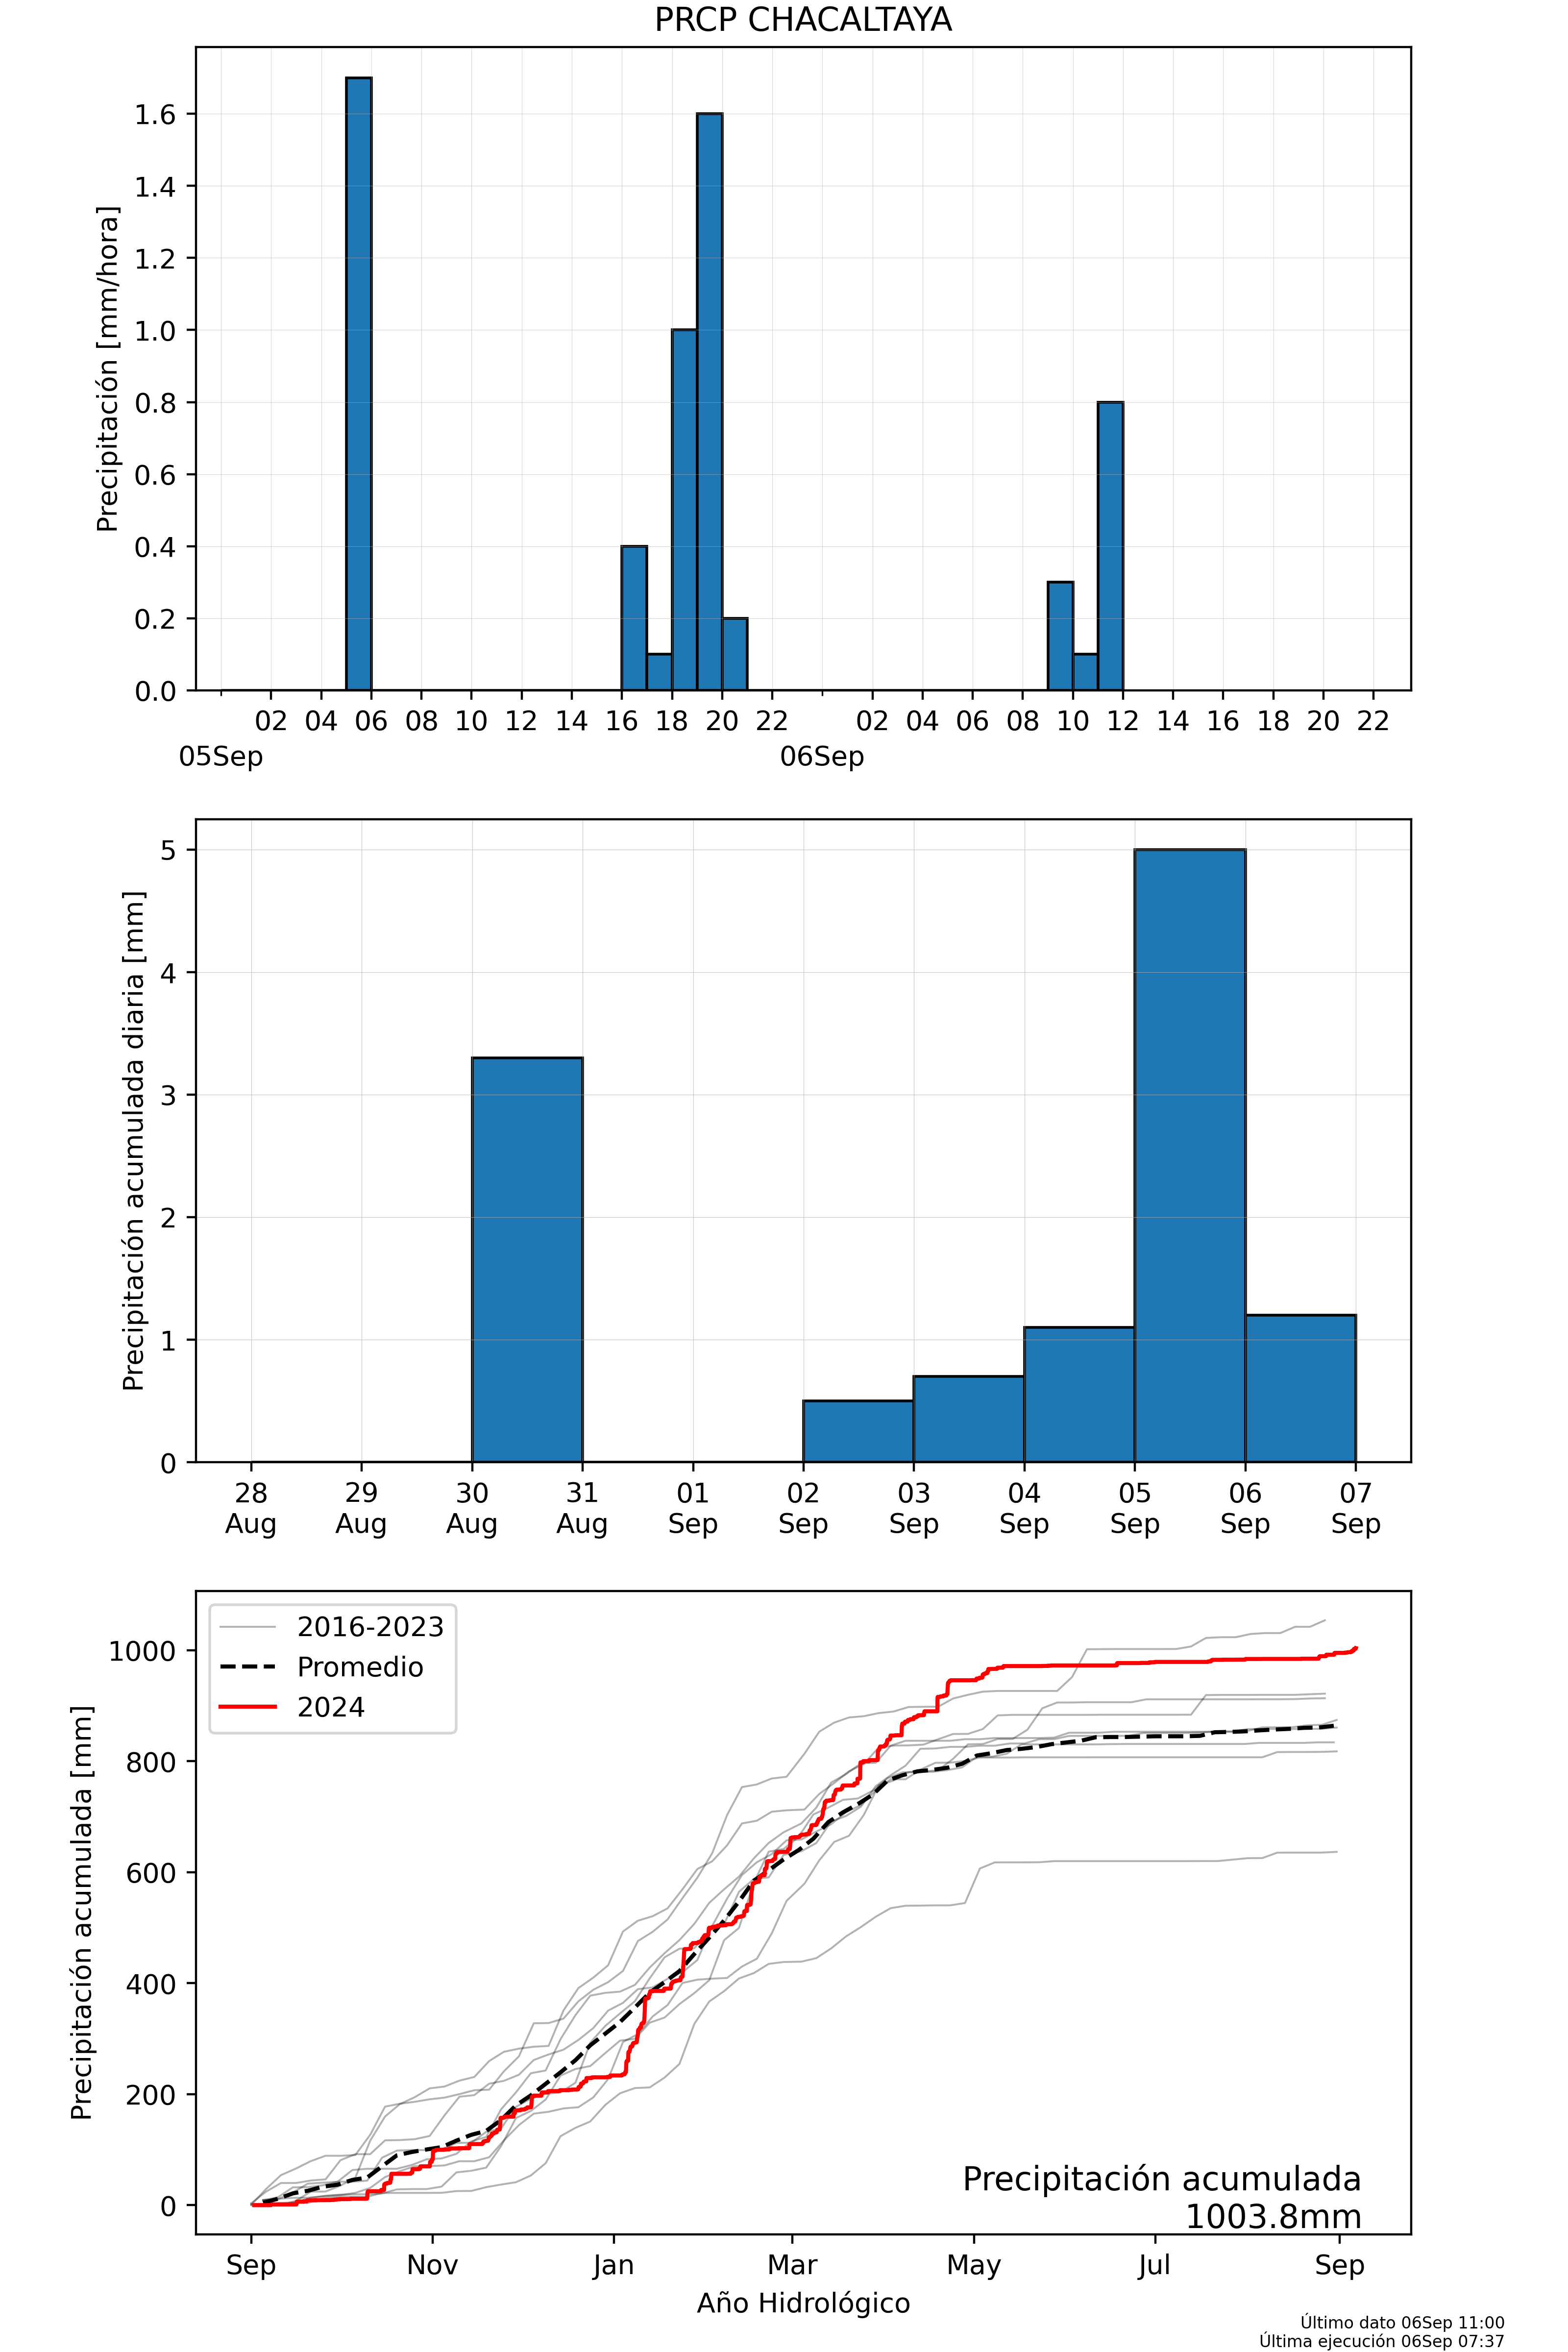 PRCP CHACALTAYA
Precipitación [mm/hora]
1.6
1.4
1.2
1.0
0.8
0.6
0.4
0.2
0.0
02 04 06 08 10 12 14 16 18 20 22 02 04 06 08 10 12 14 16 18 20 22
05Sep 06Sep
Precipitación acumulada diaria [mm]
5
4
3
2
1
0
28 29 30 31 01 02 03 04 05 06 07
Aug Aug Aug Aug Sep Sep Sep Sep Sep Sep Sep
Precipitación acumulada [mm]
1000
800
600
400
200
0
2016-2023
Promedio
2024
Precipitación acumulada
1003.8mm
Sep Nov Jan Mar May Jul Sep
Año Hidrológico
Último dato 06Sep 11:00
Última ejecución 06Sep 07:37